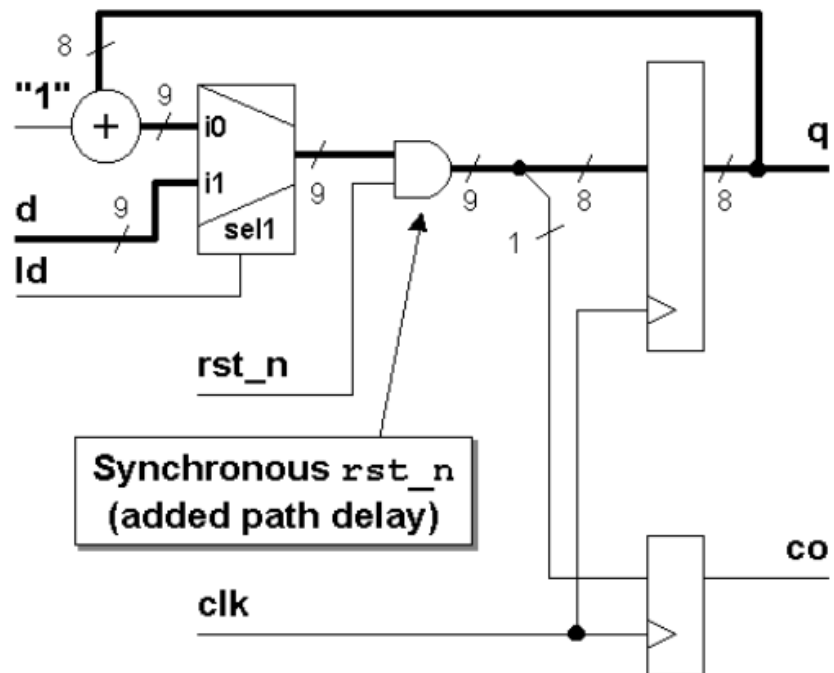 8
"1"
+
9
i0
9
9
8
8
q
i1
d
9
sel1
1
ld
rst_n
Synchronous rst_n
(added path delay)
co
clk